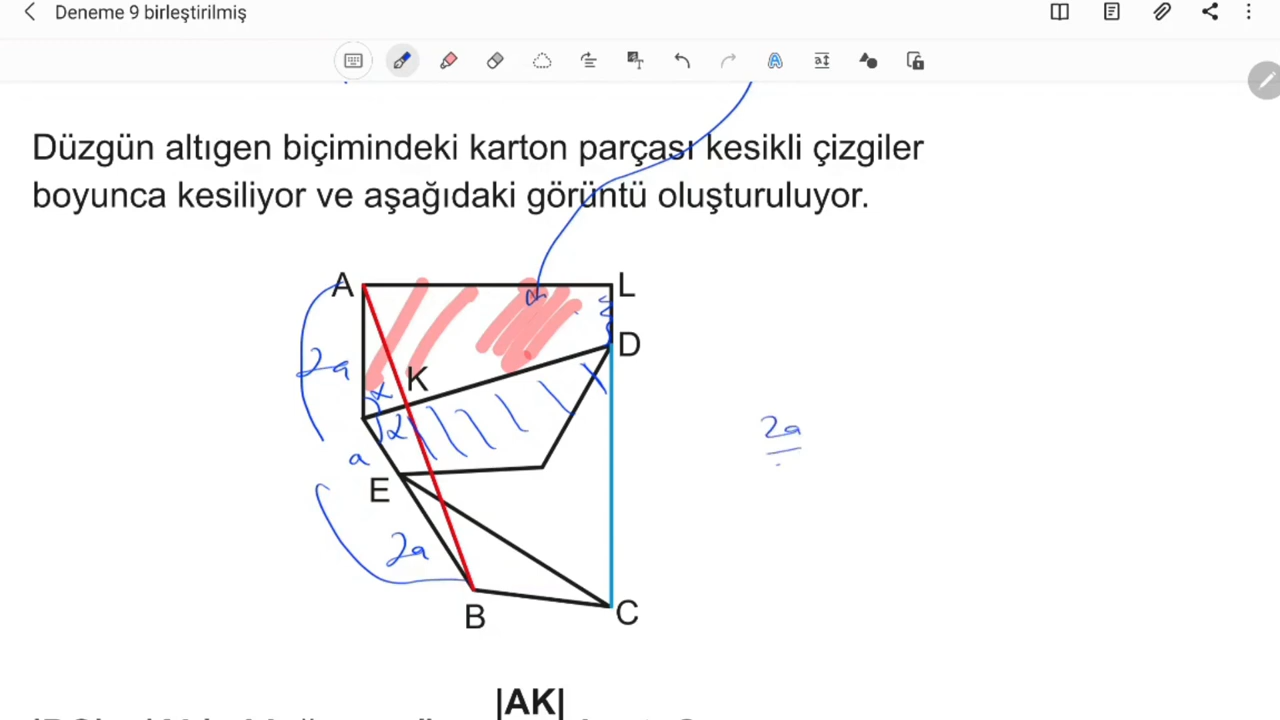 Deneme 9 birleştirilmiş
Düzgün altıgen biçimindeki karton parçası kesikli çizgiler
boyunca kesiliyor ve aşağıdaki görüntü oluşturuluyor.
A
L
D
2a
K
x
α
2a
a
E
2a
B
C
|AK|